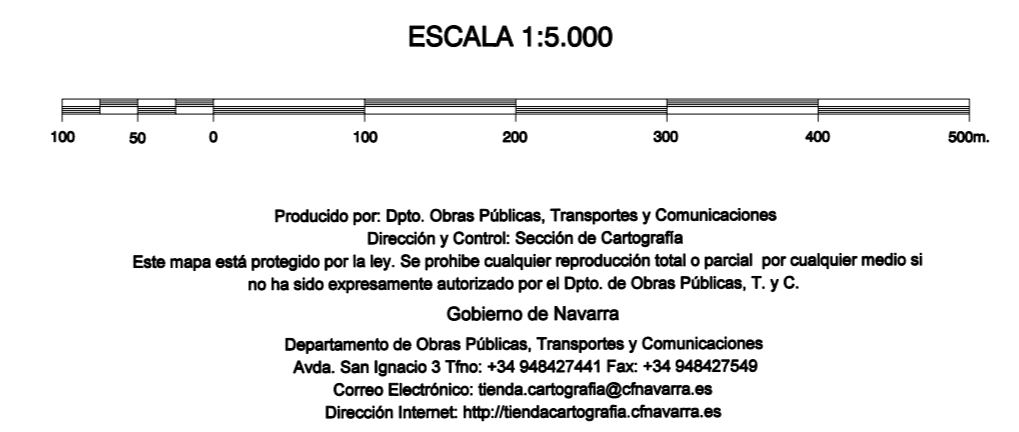 ESCALA 1:5.000
100 50 0 100 200 300 400 500m.
Producido por: Dpto. Obras Públicas, Transportes y Comunicaciones
Dirección y Control: Sección de Cartografía
Este mapa está protegido por la ley. Se prohibe cualquier reproducción total o parcial por cualquier medio si
no ha sido expresamente autorizado por el Dpto. de Obras Públicas, T. y C.
Gobierno de Navarra
Departamento de Obras Públicas, Transportes y Comunicaciones
Avda. San Ignacio 3 Tfno: +34 948427441 Fax: +34 948427549
Correo Electrónico: tienda.cartografia@cfnavarra.es
Dirección Internet: http://tiendacartografia.cfnavarra.es